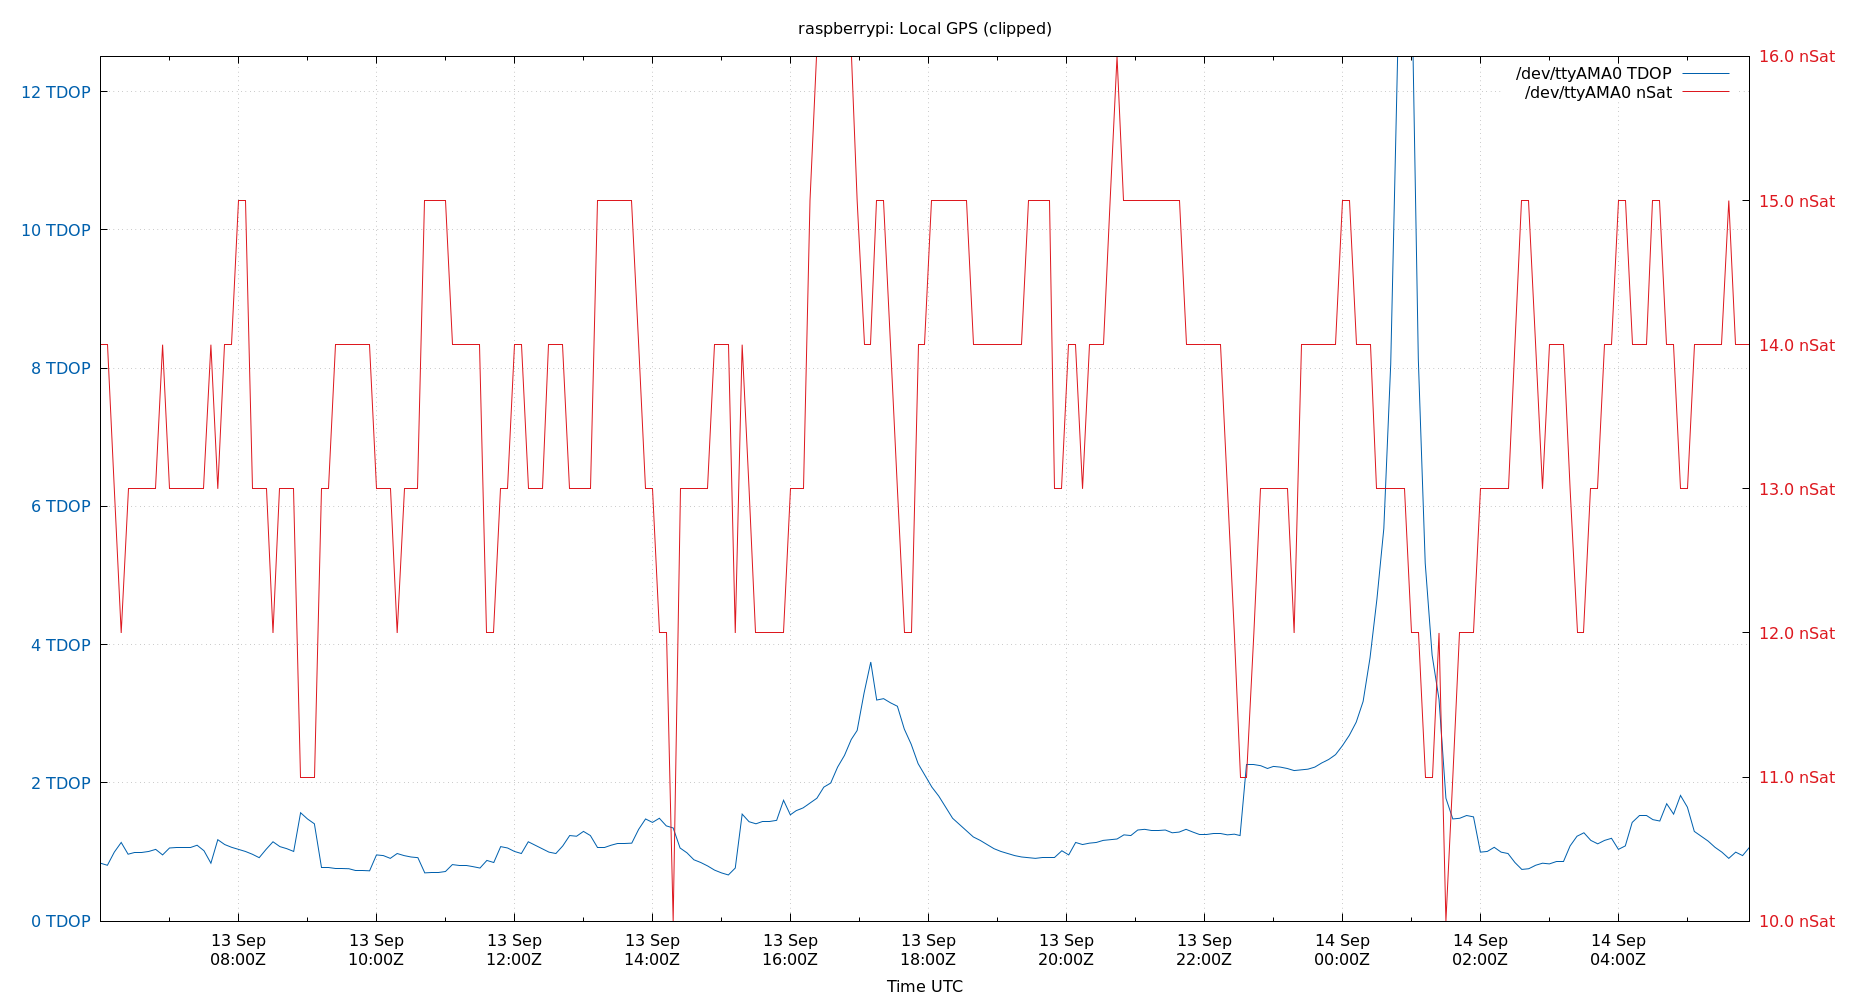 raspberrypi: Local GPS (clipped)
/dev/ttyAMA0 TDOP
/dev/ttyAMA0 nSat
12 TDOP
10 TDOP
8 TDOP
6 TDOP
4 TDOP
2 TDOP
0 TDOP
16.0 nSat
15.0 nSat
14.0 nSat
13.0 nSat
12.0 nSat
11.0 nSat
10.0 nSat
13 Sep
08:00Z
13 Sep
10:00Z
13 Sep
12:00Z
13 Sep
14:00Z
13 Sep
16:00Z
13 Sep
18:00Z
13 Sep
20:00Z
13 Sep
22:00Z
14 Sep
00:00Z
14 Sep
02:00Z
14 Sep
04:00Z
Time UTC